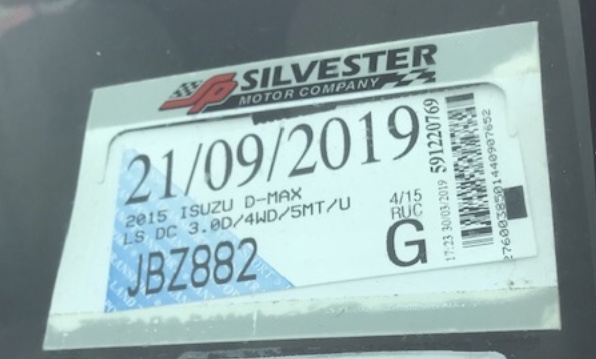 SILVESTER
MOTOR COMPANY
21/09/2019
2015 ISUZU D-MAX
LS DC 3.0D/4WD/5MT/U
JBZ882
4/15
RUC
G
17:23 30/03/2019 591220769
2760038501440907652